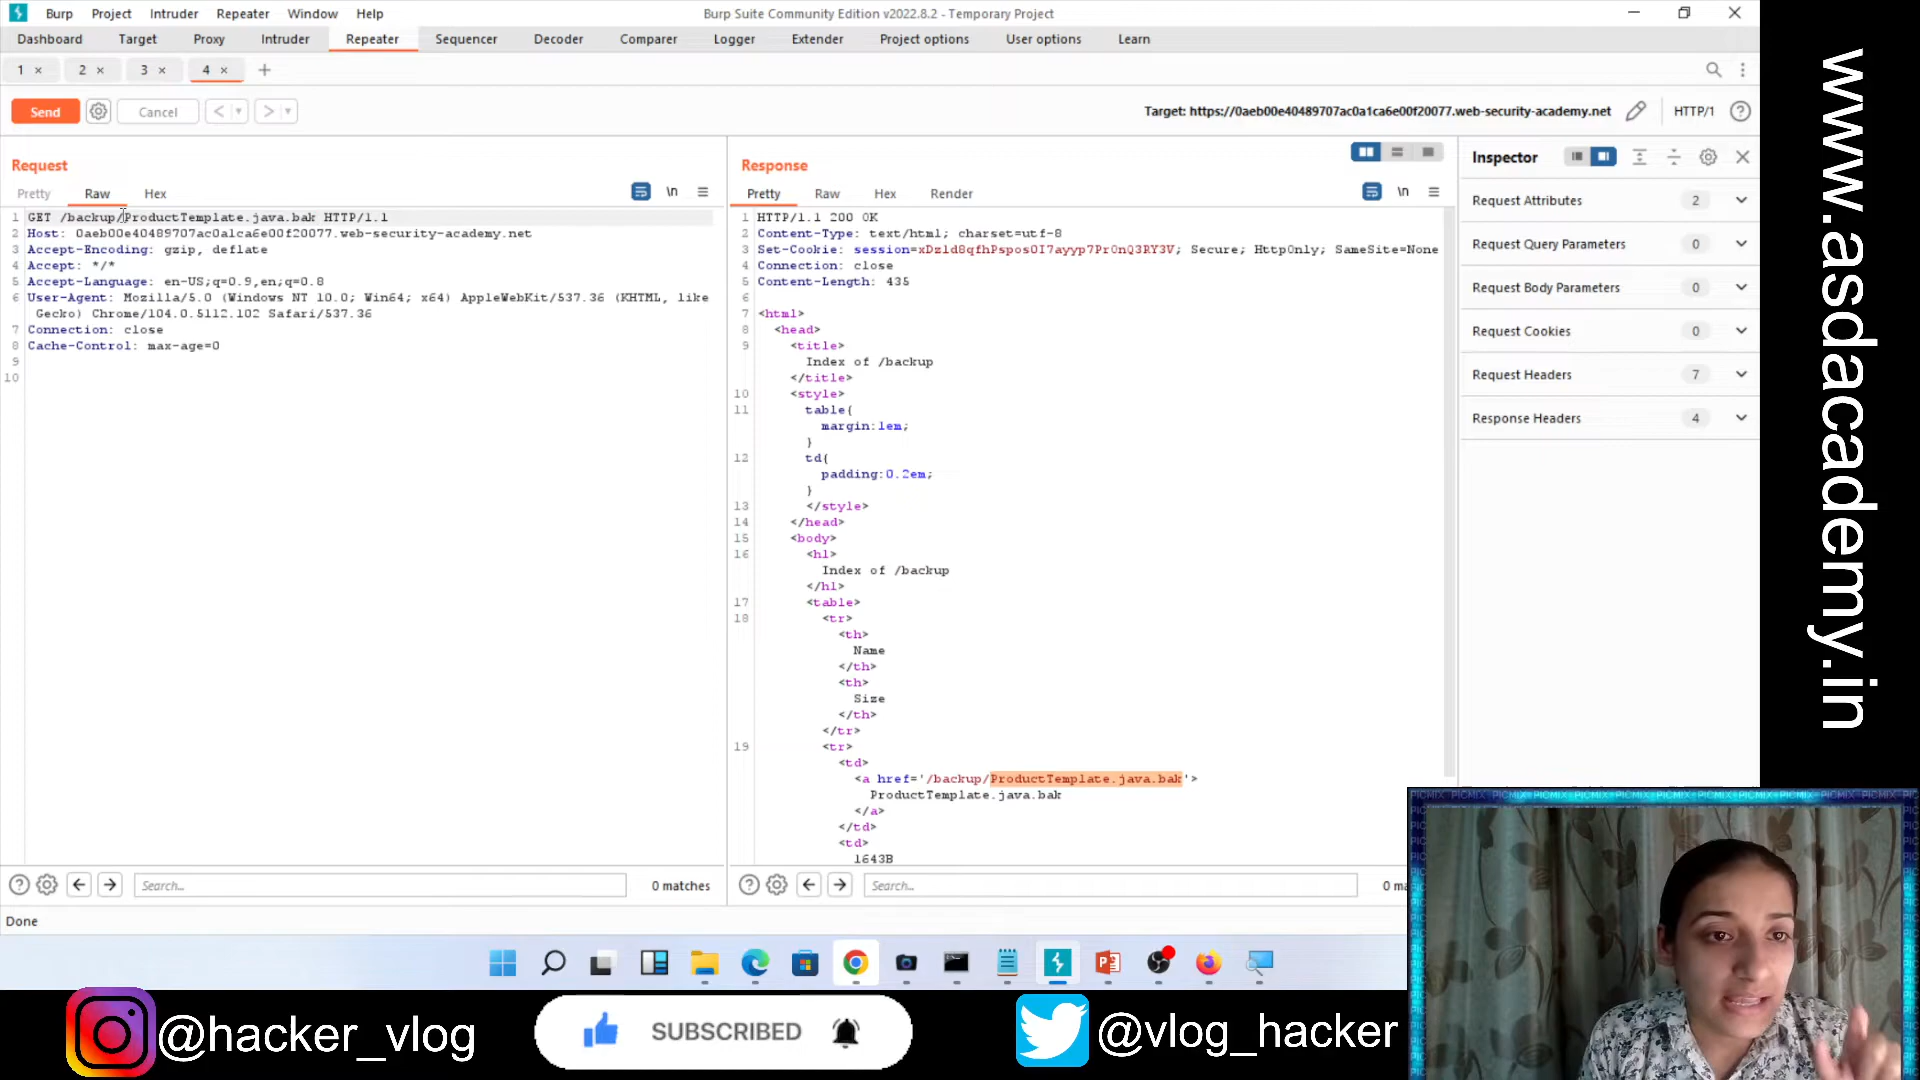 Burp Project Intruder Repeater Window Help Burp Suite Community Edition v2022.8.2 - Temporary Project
Dashboard Target Proxy Intruder Repeater Sequencer Decoder Comparer Logger Extender Project options User options Learn
1 × 2 × 3 × 4 ×
Send Cancel Target: https://0aeb00e40489707ac0a1ca6e00f20077.web-security-academy.net HTTP/1
Request
Pretty Raw Hex \n
1 GET /backup/ProductTemplate.java.bak HTTP/1.1
2 Host: 0aeb00e40489707ac0a1ca6e00f20077.web-security-academy.net
3 Accept-Encoding: gzip, deflate
4 Accept: */*
5 Accept-Language: en-US;q=0.9,en;q=0.8
6 User-Agent: Mozilla/5.0 (Windows NT 10.0; Win64; x64) AppleWebKit/537.36 (KHTML, like
Gecko) Chrome/104.0.5112.102 Safari/537.36
7 Connection: close
8 Cache-Control: max-age=0
9
10
Search... 0 matches
Response
Pretty Raw Hex Render \n
1 HTTP/1.1 200 OK
2 Content-Type: text/html; charset=utf-8
3 Set-Cookie: session=xDzld8qfhPsposOI7ayyp7PrOnQ3RY3V; Secure; HttpOnly; SameSite=None
4 Connection: close
5 Content-Length: 435
6
7 <html>
8 <head>
9 <title>
Index of /backup
</title>
10 <style>
11 table{
margin:1em;
}
12 td{
padding:0.2em;
}
13 </style>
14 </head>
15 <body>
16 <h1>
Index of /backup
</h1>
17 <table>
18 <tr>
<th>
Name
</th>
<th>
Size
</th>
</tr>
19 <tr>
<td>
<a href='/backup/ProductTemplate.java.bak'>
ProductTemplate.java.bak
</a>
</td>
<td>
1643B
Search... 0 m
Inspector
Request Attributes 2
Request Query Parameters 0
Request Body Parameters 0
Request Cookies 0
Request Headers 7
Response Headers 4
Done
www.asdacademy.in
@hacker_vlog SUBSCRIBED @vlog_hacker